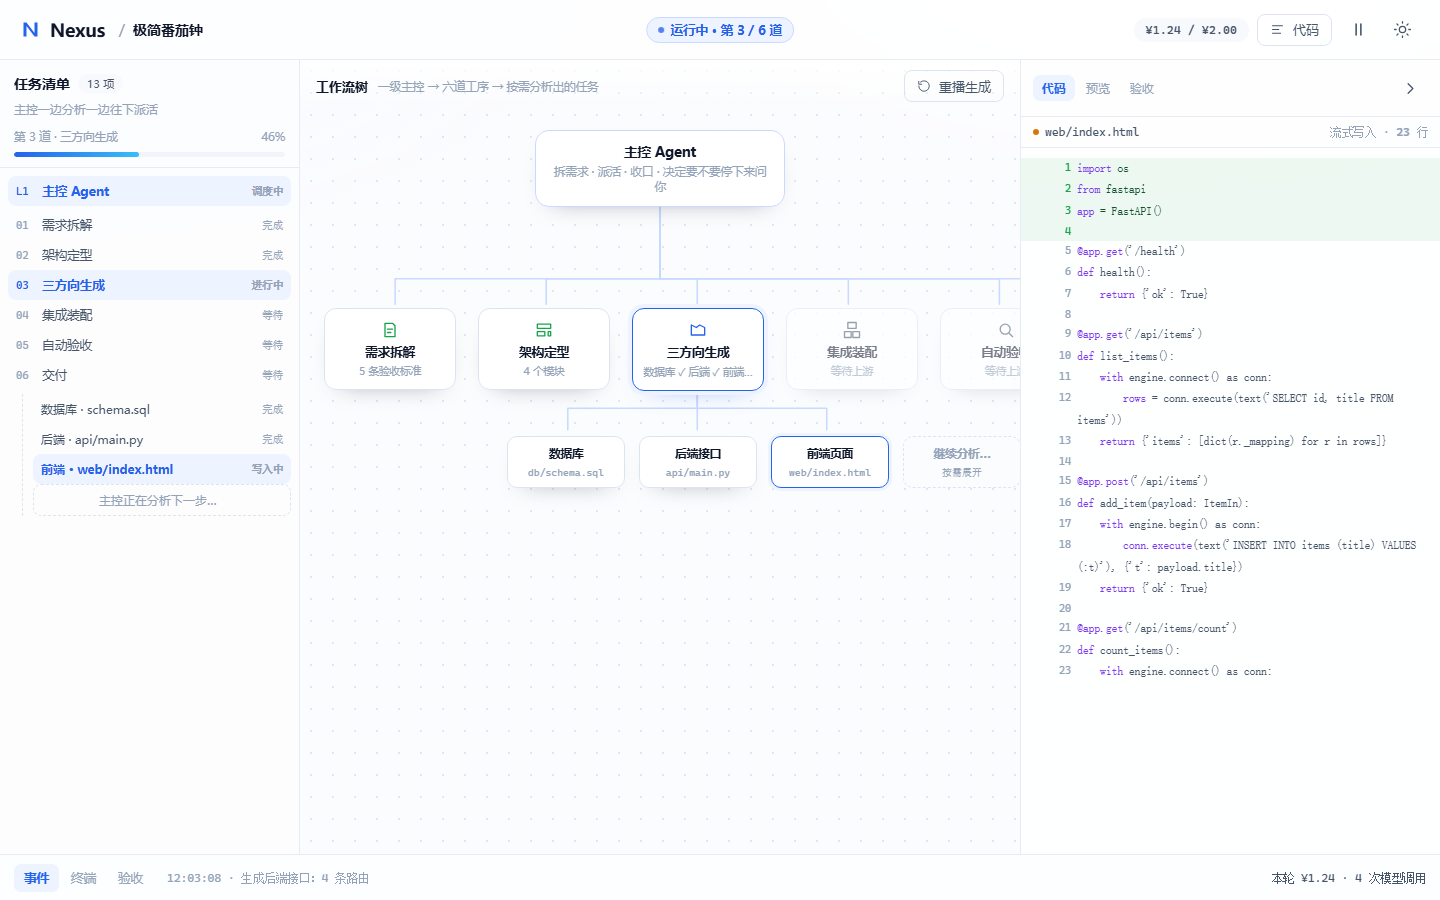 Nexus / 极简番茄钟
运行中 • 第 3 / 6 道
¥1.24 / ¥2.00
代码
任务清单 13 项
主控一边分析一边往下派活
第 3 道 · 三方向生成 46%
L1 主控 Agent 调度中
01 需求拆解 完成
02 架构定型 完成
03 三方向生成 进行中
04 集成装配 等待
05 自动验收 等待
06 交付 等待
数据库 · schema.sql 完成
后端 · api/main.py 完成
前端 • web/index.html 写入中
主控正在分析下一步...
工作流树 一级主控 → 六道工序 → 按需分析出的任务
重播生成
主控 Agent
拆需求 · 派活 · 收口 · 决定要不要停下来问
你
需求拆解
5 条验收标准
架构定型
4 个模块
三方向生成
数据库 ✓ 后端 ✓ 前端...
集成装配
等待上游
自动验
等待上
数据库
db/schema.sql
后端接口
api/main.py
前端页面
web/index.html
继续分析...
按需展开
代码 预览 验收
web/index.html 流式写入 · 23 行
1 import os
2 from fastapi
3 app = FastAPI()
4
5 @app.get("/health")
6 def health():
7 return {"ok": True}
8
9 @app.get("/api/items")
10 def list_items():
11 with engine.connect() as conn:
12 rows = conn.execute(text("SELECT id, title FROM
items"))
13 return {"items": [dict(r._mapping) for r in rows]}
14
15 @app.post("/api/items")
16 def add_item(payload: ItemIn):
17 with engine.begin() as conn:
18 conn.execute(text("INSERT INTO items (title) VALUES
(:t)"), {"t": payload.title})
19 return {"ok": True}
20
21 @app.get("/api/items/count")
22 def count_items():
23 with engine.connect() as conn:
事件 终端 验收 12:03:08 · 生成后端接口: 4 条路由
本轮 ¥1.24 · 4 次模型调用